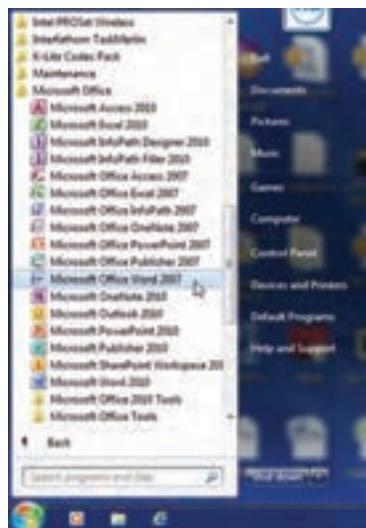 Intel PROSet Wireless
Interfathom TaskMerlin
K-Lite Codec Pack
Maintenance
Microsoft Office
Microsoft Access 2010
Microsoft Excel 2010
Microsoft InfoPath Designer 2010
Microsoft InfoPath Filler 2010
Microsoft Office Access 2007
Microsoft Office Excel 2007
Microsoft Office InfoPath 2007
Microsoft Office OneNote 2007
Microsoft Office PowerPoint 2007
Microsoft Office Publisher 2007
Microsoft Office Word 2007
Microsoft OneNote 2010
Microsoft Outlook 2010
Microsoft PowerPoint 2010
Microsoft Publisher 2010
Microsoft SharePoint Workspace 20
Microsoft Word 2010
Microsoft Office 2010 Tools
Microsoft Office Tools
Back
Search programs and files
Documents
Pictures
Music
Games
Computer
Control Panel
Devices and Printers
Default Programs
Help and Support
Shut down